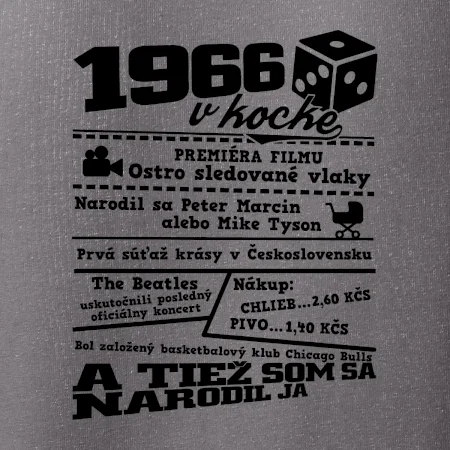 1966
v kocke
PREMIÉRA FILMU
Ostro sledované vlaky
Narodil sa Peter Marcin
alebo Mike Tyson
Prvá súťaž krásy v Československu
The Beatles
uskutočnili posledný
oficiálny koncert
Nákup:
CHLIEB...2,60 KČS
PIVO...1,40 KČS
Bol založený basketbalový klub Chicago Bulls
A TIEŽ SOM SA
NARODIL JA